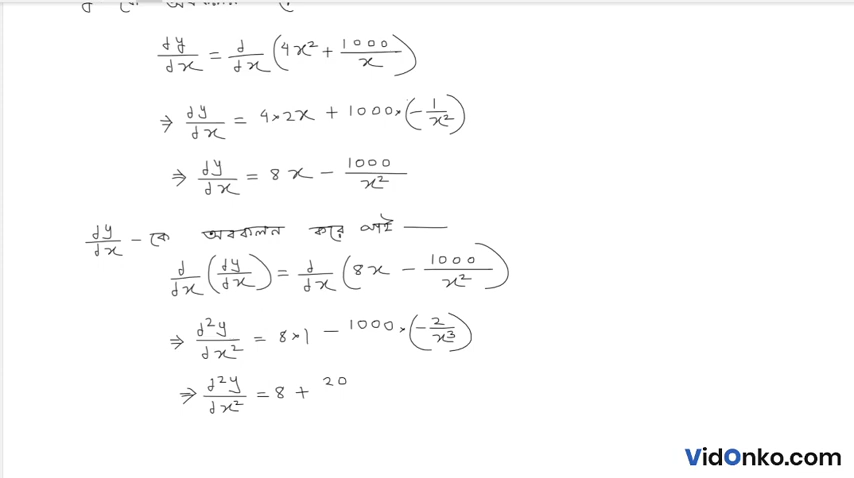 dy/dx = d/dx (4x² + 1000/x)
⇒ dy/dx = 4×2x + 1000×(-1/x²)
⇒ dy/dx = 8x - 1000/x²
dy/dx - কে অবকালন করে পাই —
d/dx (dy/dx) = d/dx (8x - 1000/x²)
⇒ d²y/dx² = 8×1 - 1000×(-2/x³)
⇒ d²y/dx² = 8 + 20
VidOnko.com